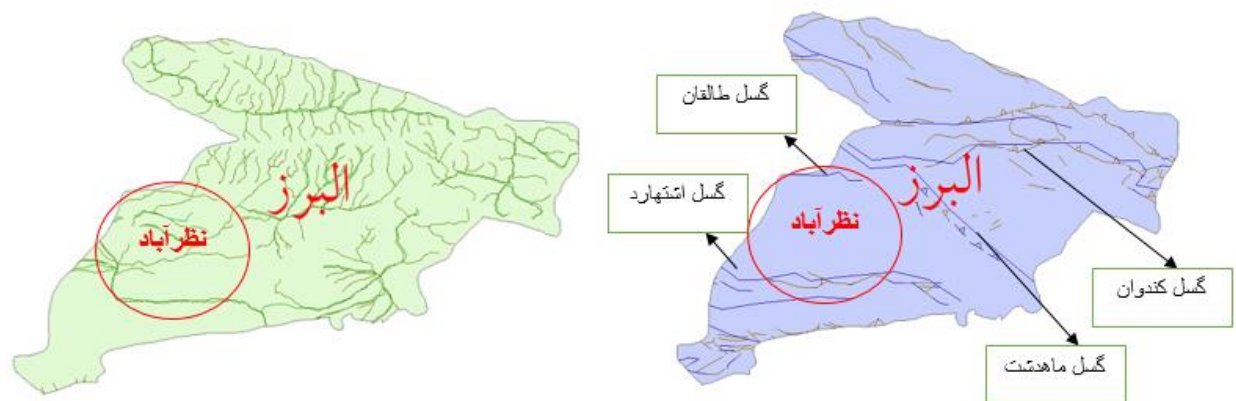 البرز
نظرآباد
گسل طالقان
گسل اشتهارد
البرز
نظرآباد
گسل کندوان
گسل ماهدشت